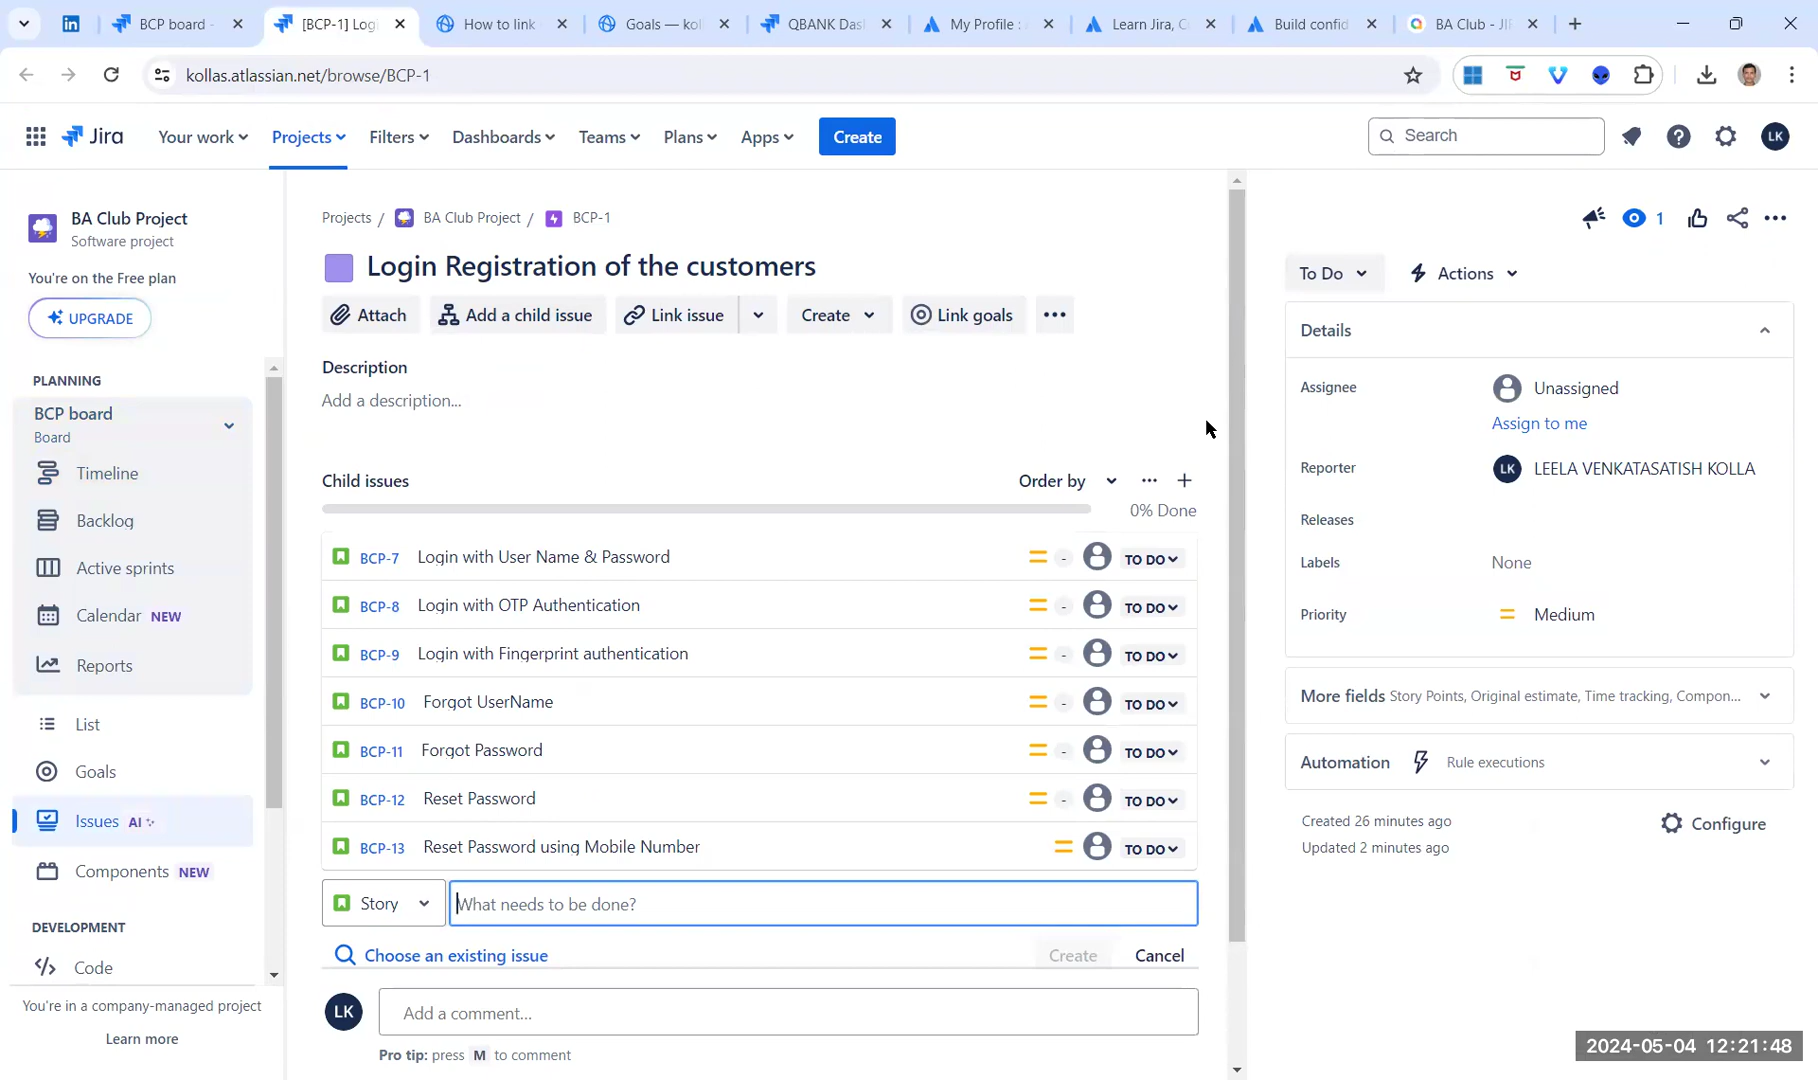 BCP board -
[BCP-1] Logi
How to link
Goals — kol
QBANK Das
My Profile :
Learn Jira, C
Build confid
BA Club - JI
kollas.atlassian.net/browse/BCP-1
Jira
Your work
Projects
Filters
Dashboards
Teams
Plans
Apps
Create
Search
LK
BA Club Project
Software project
You're on the Free plan
UPGRADE
PLANNING
BCP board
Board
Timeline
Backlog
Active sprints
Calendar NEW
Reports
List
Goals
Issues AI
Components NEW
DEVELOPMENT
Code
You're in a company-managed project
Learn more
Projects / BA Club Project / BCP-1
Login Registration of the customers
Attach
Add a child issue
Link issue
Create
Link goals
Description
Add a description...
Child issues
Order by
0% Done
BCP-7 Login with User Name & Password - TO DO
BCP-8 Login with OTP Authentication - TO DO
BCP-9 Login with Fingerprint authentication - TO DO
BCP-10 Forgot UserName - TO DO
BCP-11 Forgot Password - TO DO
BCP-12 Reset Password - TO DO
BCP-13 Reset Password using Mobile Number TO DO
Story
What needs to be done?
Choose an existing issue
Create
Cancel
LK
Add a comment...
Pro tip: press M to comment
1
To Do
Actions
Details
Assignee
Unassigned
Assign to me
Reporter
LK LEELA VENKATASATISH KOLLA
Releases
Labels
None
Priority
Medium
More fields Story Points, Original estimate, Time tracking, Compon...
Automation Rule executions
Created 26 minutes ago
Updated 2 minutes ago
Configure
2024-05-04 12:21:48